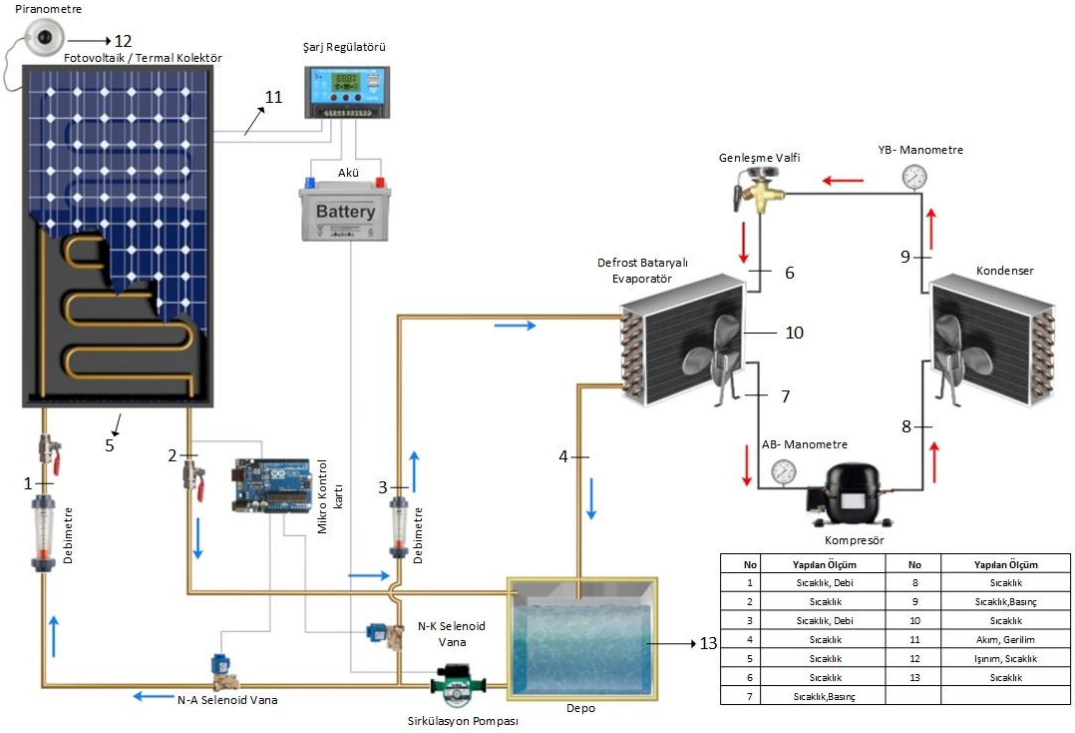 Piranometre
12
Fotovoltaik / Termal Kolektör
Şarj Regülatörü
11
Akü
Battery
Genleşme Valfi
YB- Manometre
6
9
Defrost Bataryalı
Evaporatör
Kondenser
10
7
8
AB- Manometre
Kompresör
5
2
1
3
4
Debimetre
Mikro Kontrol
kartı
Debimetre
N-K Selenoid
Vana
13
N-A Selenoid Vana
Sirkülasyon Pompası
Depo
No Yapılan Ölçüm No Yapılan Ölçüm
1 Sıcaklık, Debi 8 Sıcaklık
2 Sıcaklık 9 Sıcaklık,Basınç
3 Sıcaklık, Debi 10 Sıcaklık
4 Sıcaklık 11 Akım, Gerilim
5 Sıcaklık 12 Işınım, Sıcaklık
6 Sıcaklık 13 Sıcaklık
7 Sıcaklık,Basınç